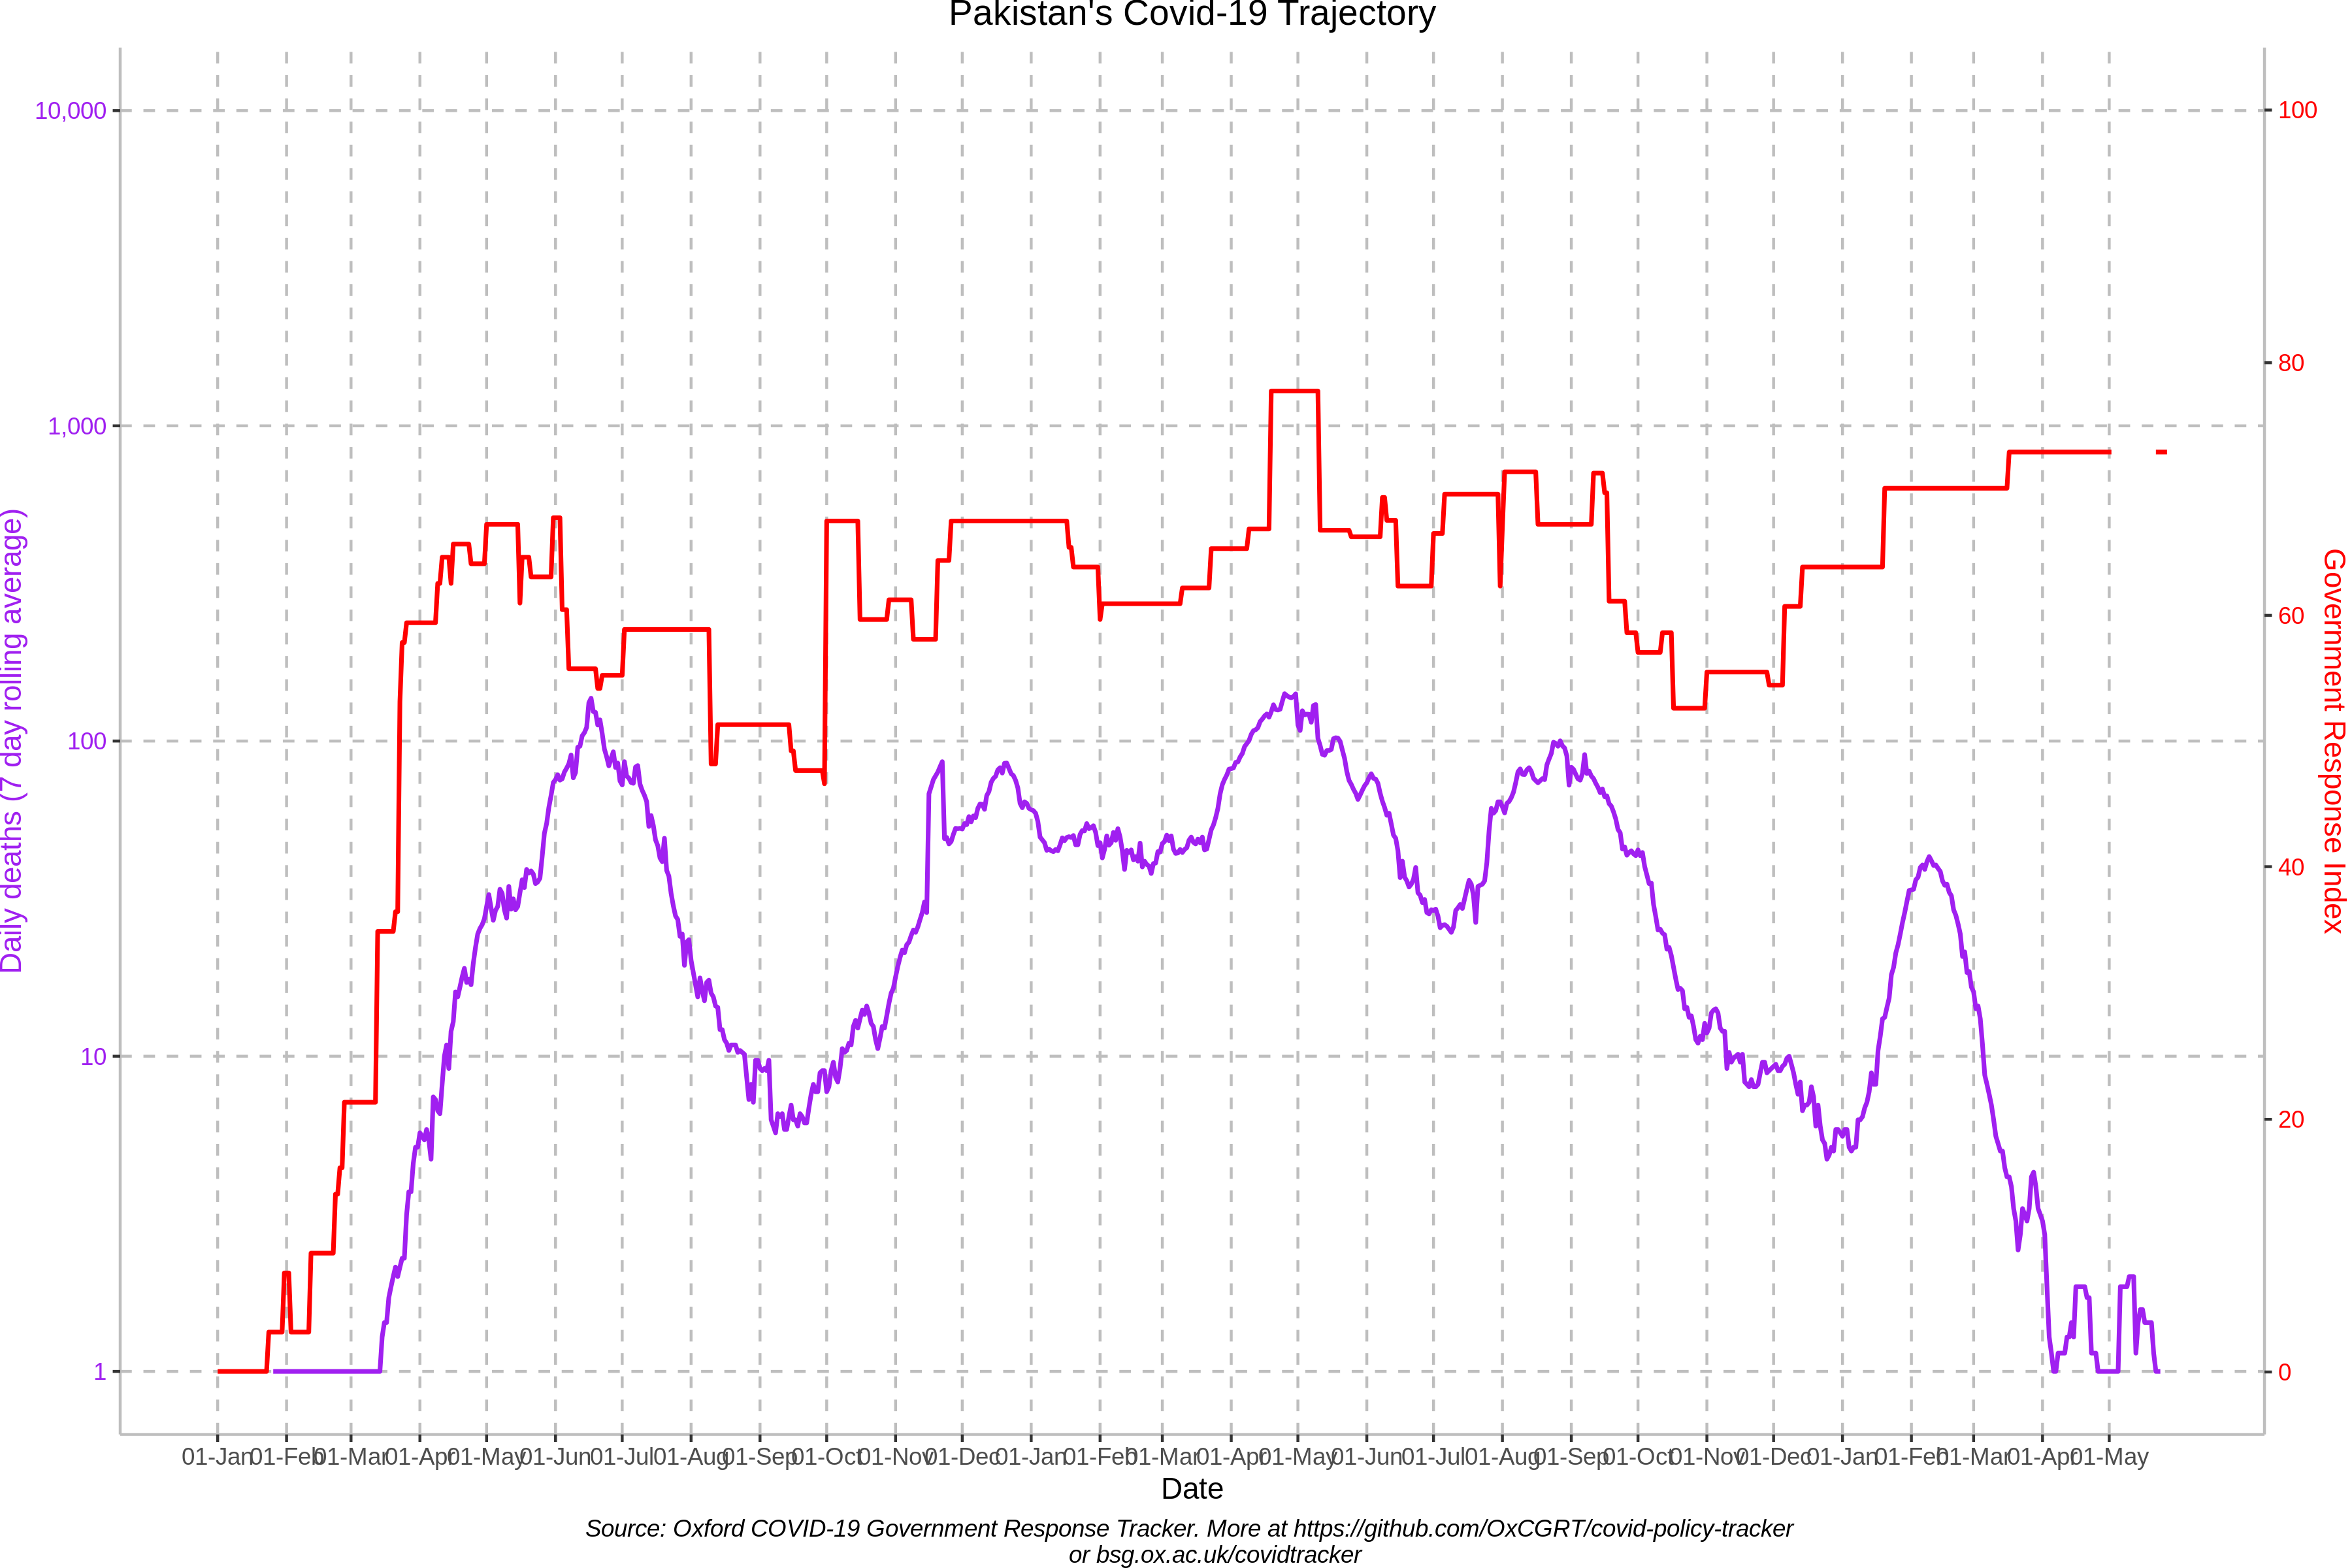 Pakistan's Covid-19 Trajectory
10,000
1,000
100
10
1
Daily deaths (7 day rolling average)
100
80
60
40
20
0
Government Response Index
01-Jan 01-Feb 01-Mar 01-Apr 01-May 01-Jun 01-Jul 01-Aug 01-Sep 01-Oct 01-Nov 01-Dec 01-Jan 01-Feb 01-Mar 01-Apr 01-May 01-Jun 01-Jul 01-Aug 01-Sep 01-Oct 01-Nov 01-Dec 01-Jan 01-Feb 01-Mar 01-Apr 01-May
Date
Source: Oxford COVID-19 Government Response Tracker. More at https://github.com/OxCGRT/covid-policy-tracker
or bsg.ox.ac.uk/covidtracker